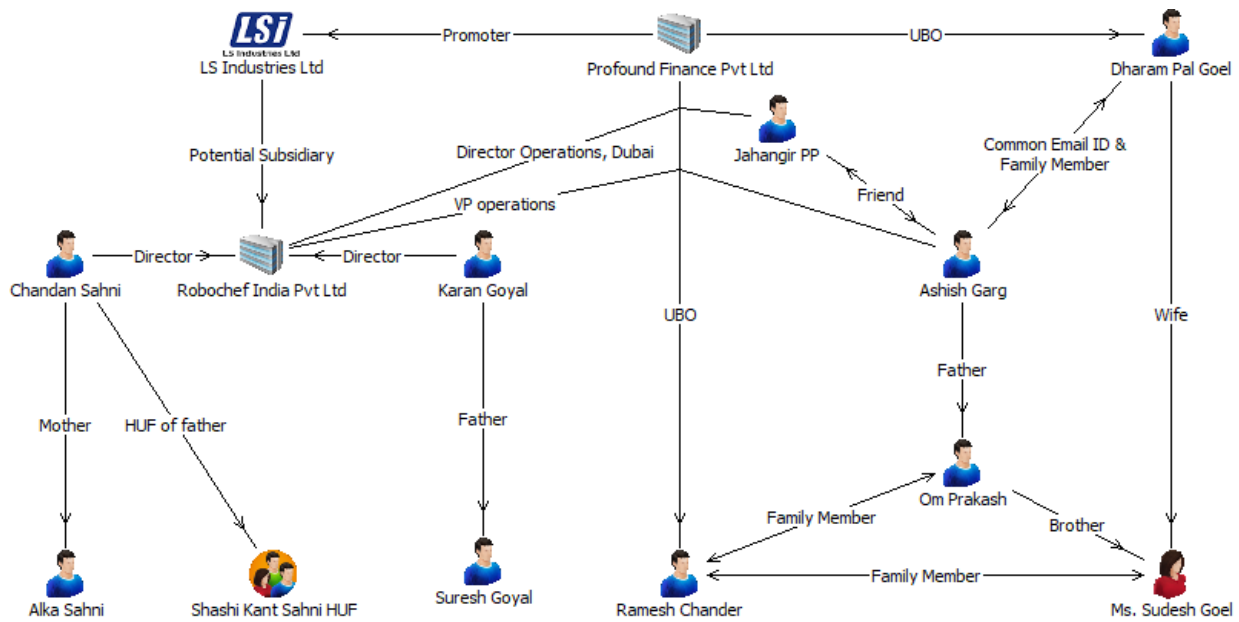 LSi
LS Industries Ltd
LS Industries Ltd
Promoter
Profound Finance Pvt Ltd
UBO
Dharam Pal Goel
Potential Subsidiary
Director Operations, Dubai
Jahangir PP
Common Email ID &
Family Member
VP operations
Friend
Chandan Sahni
Director
Robochef India Pvt Ltd
Director
Karan Goyal
Ashish Garg
UBO
Wife
Mother
HUF of father
Father
Father
Om Prakash
Family Member
Brother
Family Member
Alka Sahni
Shashi Kant Sahni HUF
Suresh Goyal
Ramesh Chander
Ms. Sudesh Goel